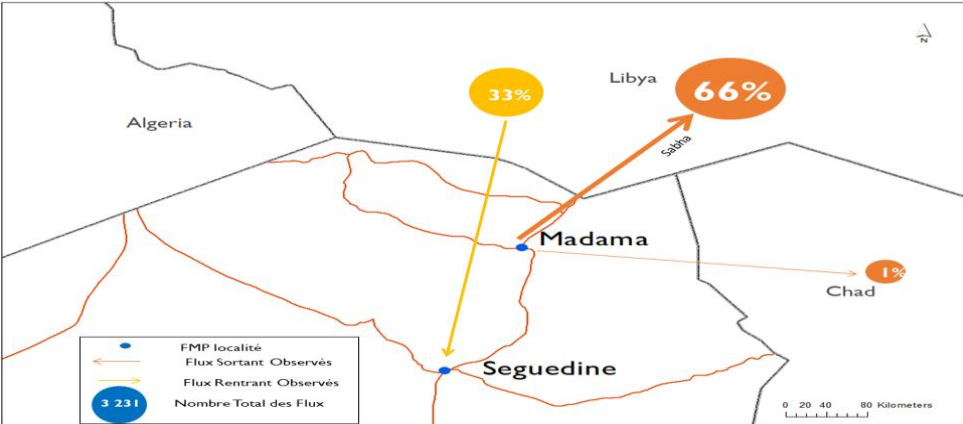 N
Libya
66%
33%
Algeria
Sabha
Madama
1%
Chad
Seguedine
FMP localité
Flux Sortant Observés
Flux Rentrant Observés
3 231
Nombre Total des Flux
0 20 40 80 Kilometers